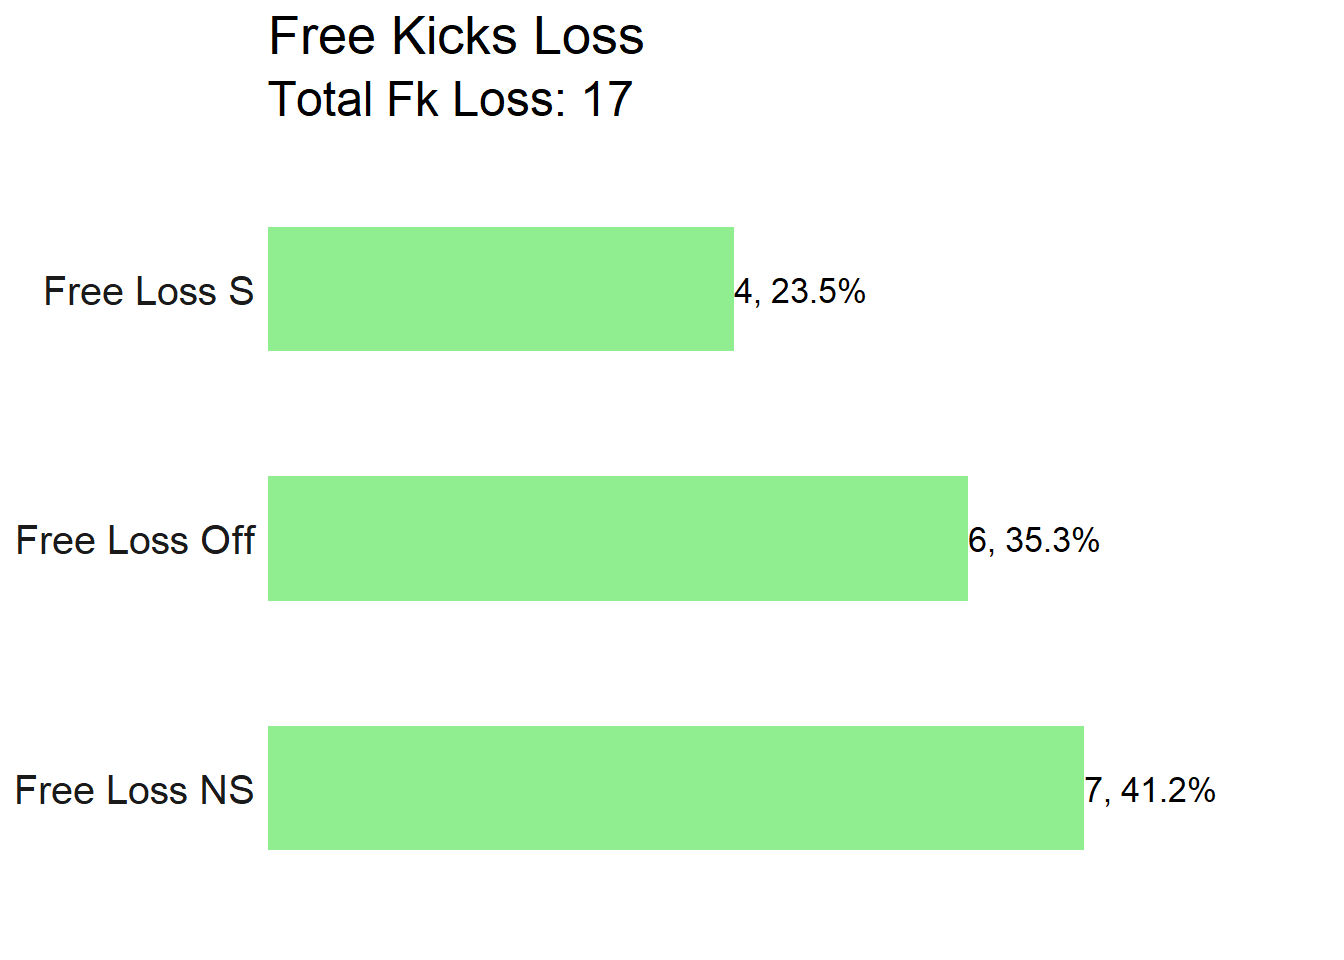 Free Kicks Loss
Total Fk Loss: 17
Free Loss S
4, 23.5%
Free Loss Off
6, 35.3%
Free Loss NS
7, 41.2%